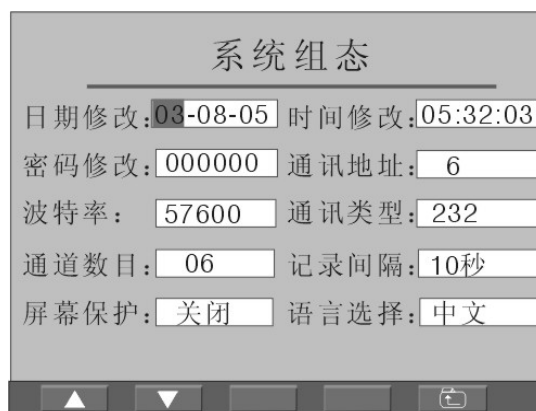 系统组态
日期修改:03-08-05 时间修改:05:32:03
密码修改:000000 通讯地址:6
波特率:57600 通讯类型:232
通道数目:06 记录间隔:10秒
屏幕保护:关闭 语言选择:中文